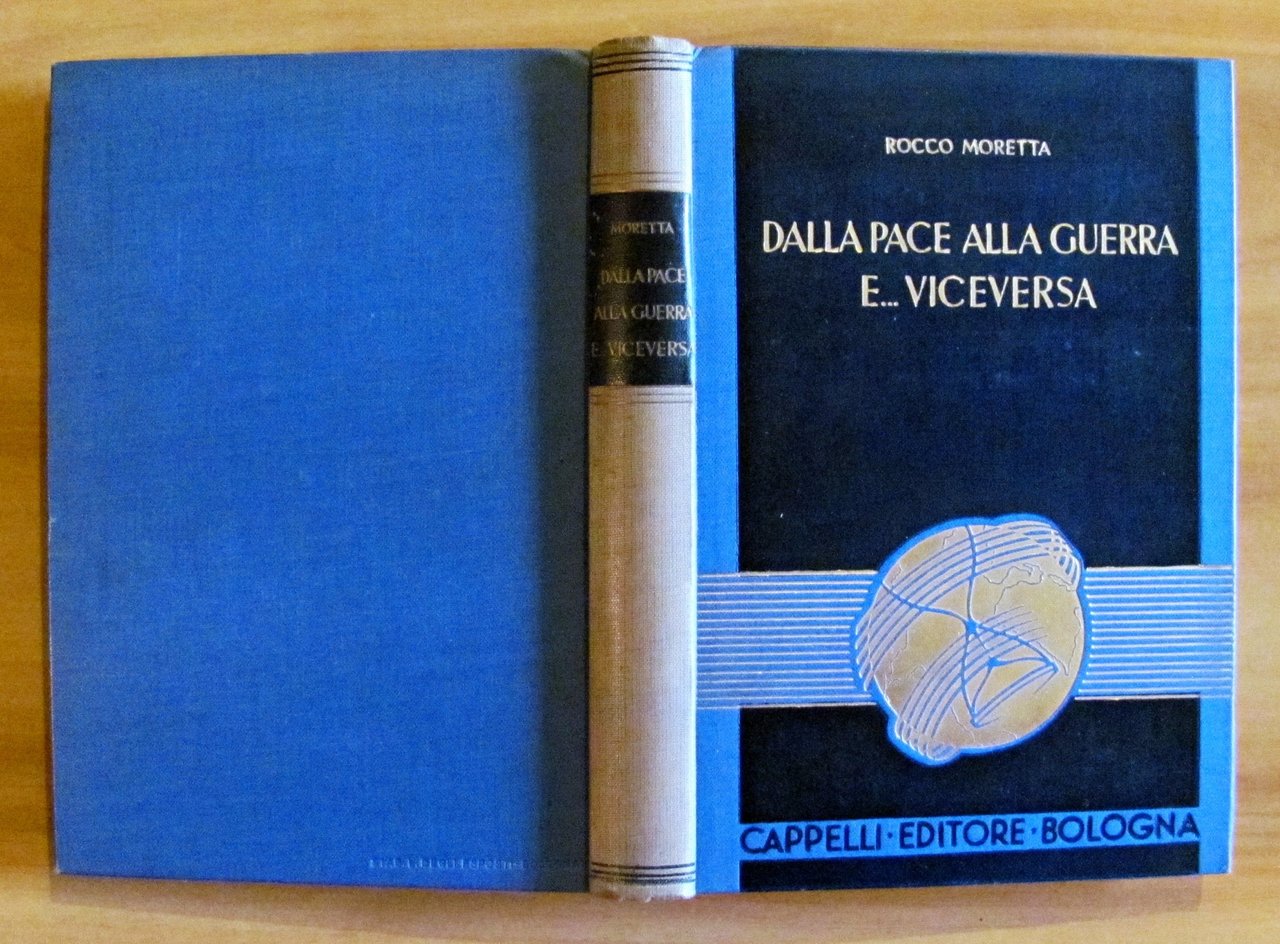 MORETTA
DALLA PACE
ALLA GUERRA
E... VICEVERSA
ROCCO MORETTA
DALLA PACE ALLA GUERRA
E... VICEVERSA
CAPPELLI · EDITORE · BOLOGNA